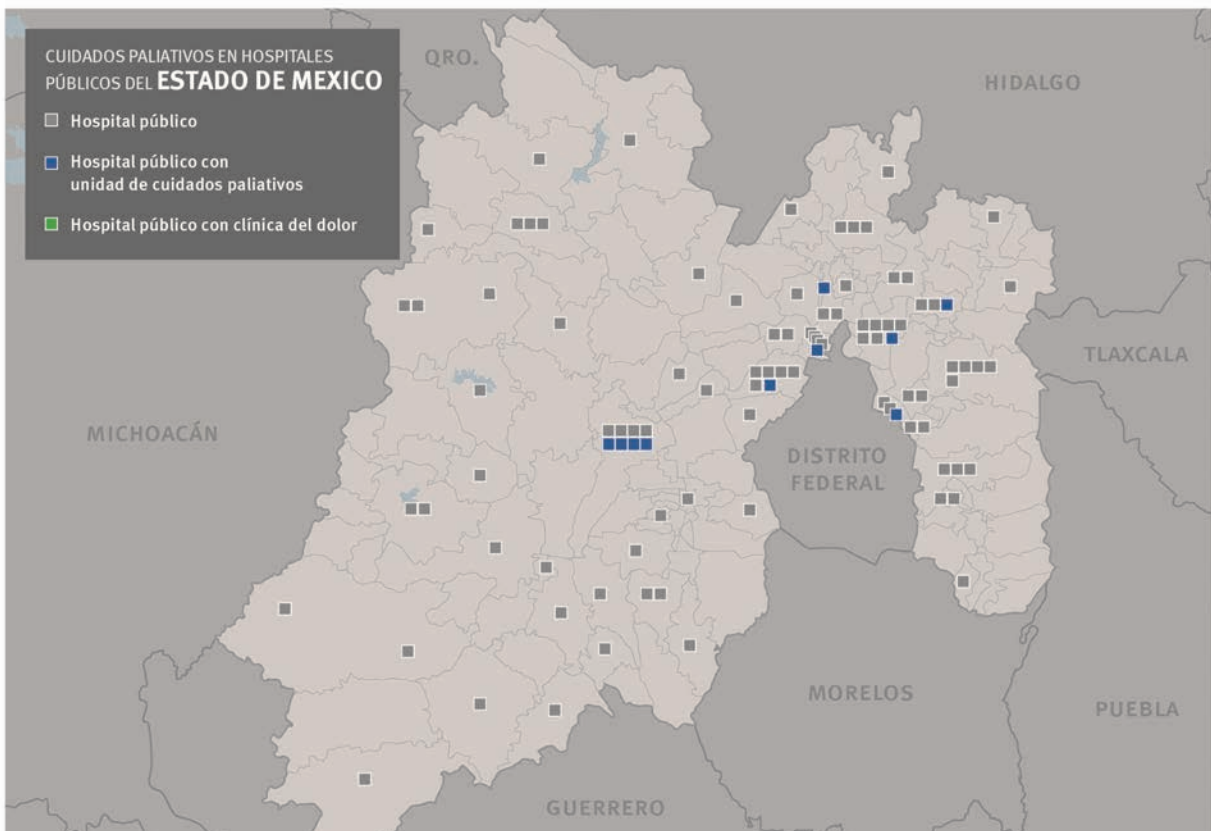 CUIDADOS PALIATIVOS EN HOSPITALES
PÚBLICOS DEL ESTADO DE MEXICO
Hospital público
Hospital público con
unidad de cuidados paliativos
Hospital público con clínica del dolor
QRO.
HIDALGO
TLAXCALA
MICHOACÁN
DISTRITO
FEDERAL
MORELOS
PUEBLA
GUERRERO